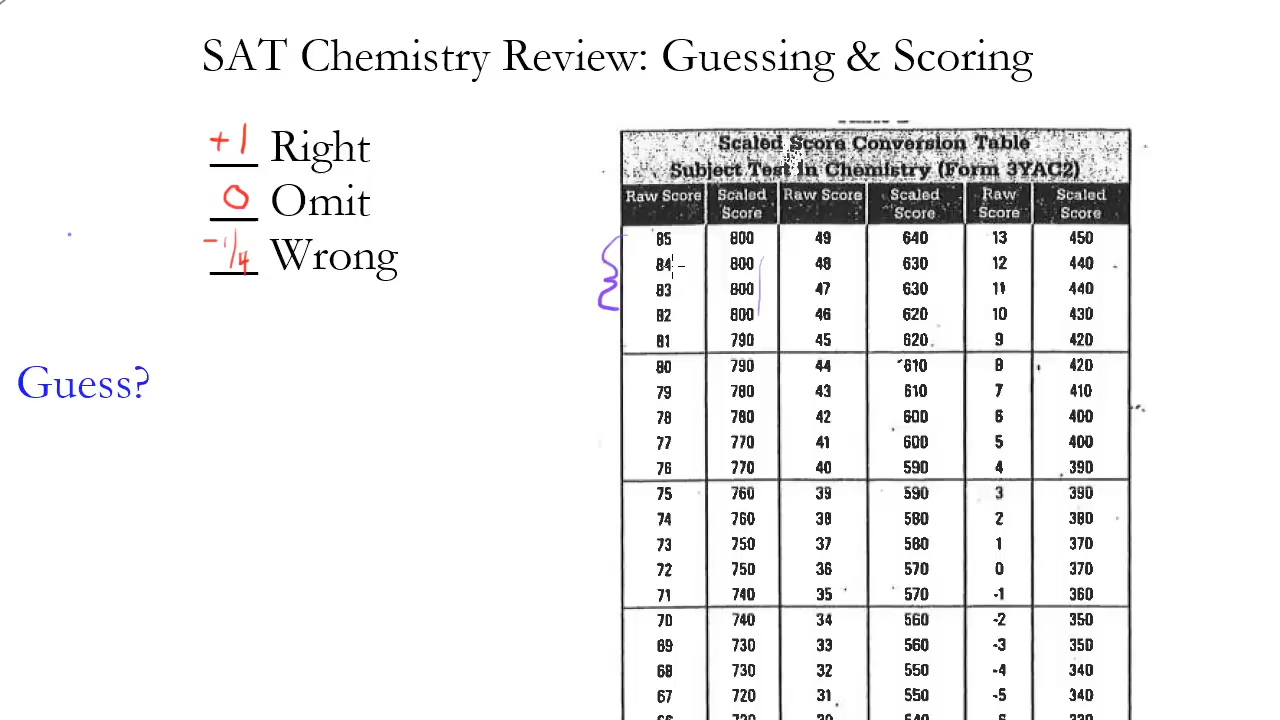 SAT Chemistry Review: Guessing & Scoring
+1 Right
0 Omit
-1/4 Wrong
Guess?
Scaled Score Conversion Table
Subject Test in Chemistry (Form 3YAC2)
Raw Score Scaled Score Raw Score Scaled Score Raw Score Scaled Score
85 800 49 640 13 450
84 800 48 630 12 440
83 800 47 630 11 440
82 800 46 620 10 430
81 790 45 620 9 420
80 790 44 610 8 420
79 780 43 610 7 410
78 780 42 600 6 400
77 770 41 600 5 400
76 770 40 590 4 390
75 760 39 590 3 390
74 760 38 580 2 380
73 750 37 580 1 370
72 750 36 570 0 370
71 740 35 570 -1 360
70 740 34 560 -2 350
69 730 33 560 -3 350
68 730 32 550 -4 340
67 720 31 550 -5 340